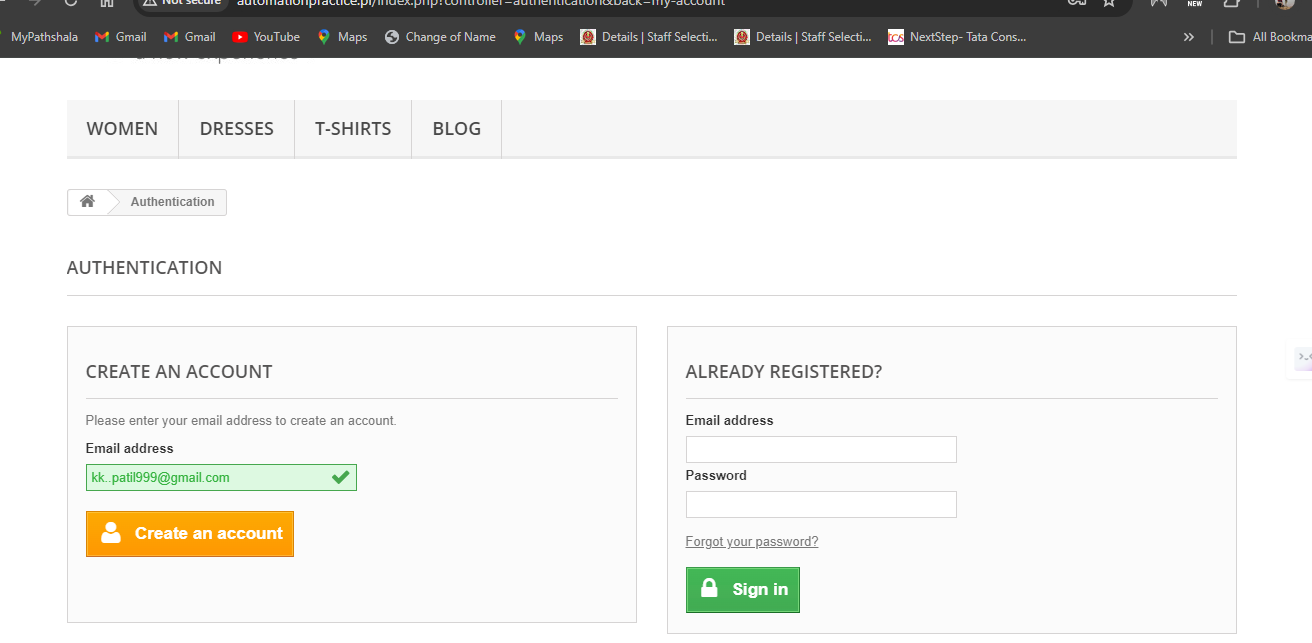 Not secure automationpractice.pl/index.php?controller=authentication&back=my-account NEW
MyPathshala Gmail Gmail YouTube Maps Change of Name Maps Details | Staff Selecti... Details | Staff Selecti... tcs NextStep- Tata Cons... » All Bookma
a new experience
WOMEN DRESSES T-SHIRTS BLOG
Authentication
AUTHENTICATION
CREATE AN ACCOUNT
Please enter your email address to create an account.
Email address
kk..patil999@gmail.com
Create an account
ALREADY REGISTERED?
Email address
Password
Forgot your password?
Sign in